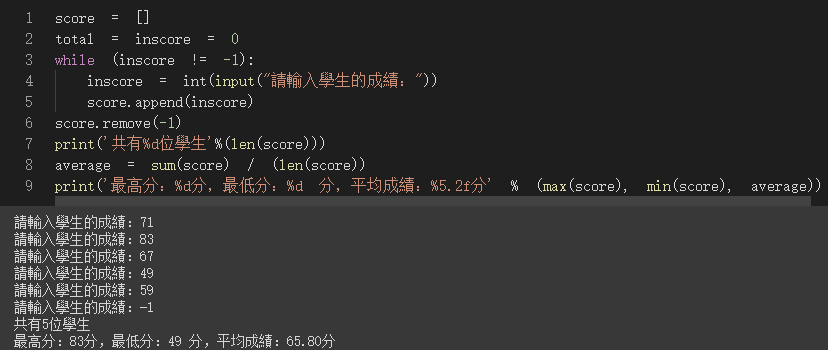 1 score = []
2 total = inscore = 0
3 while (inscore != -1):
4 inscore = int(input("請輸入學生的成績："))
5 score.append(inscore)
6 score.remove(-1)
7 print('共有%d位學生'%(len(score)))
8 average = sum(score) / (len(score))
9 print('最高分：%d分，最低分：%d 分，平均成績：%5.2f分' % (max(score), min(score), average))
請輸入學生的成績：71
請輸入學生的成績：83
請輸入學生的成績：67
請輸入學生的成績：49
請輸入學生的成績：59
請輸入學生的成績：-1
共有5位學生
最高分：83分，最低分：49 分，平均成績：65.80分